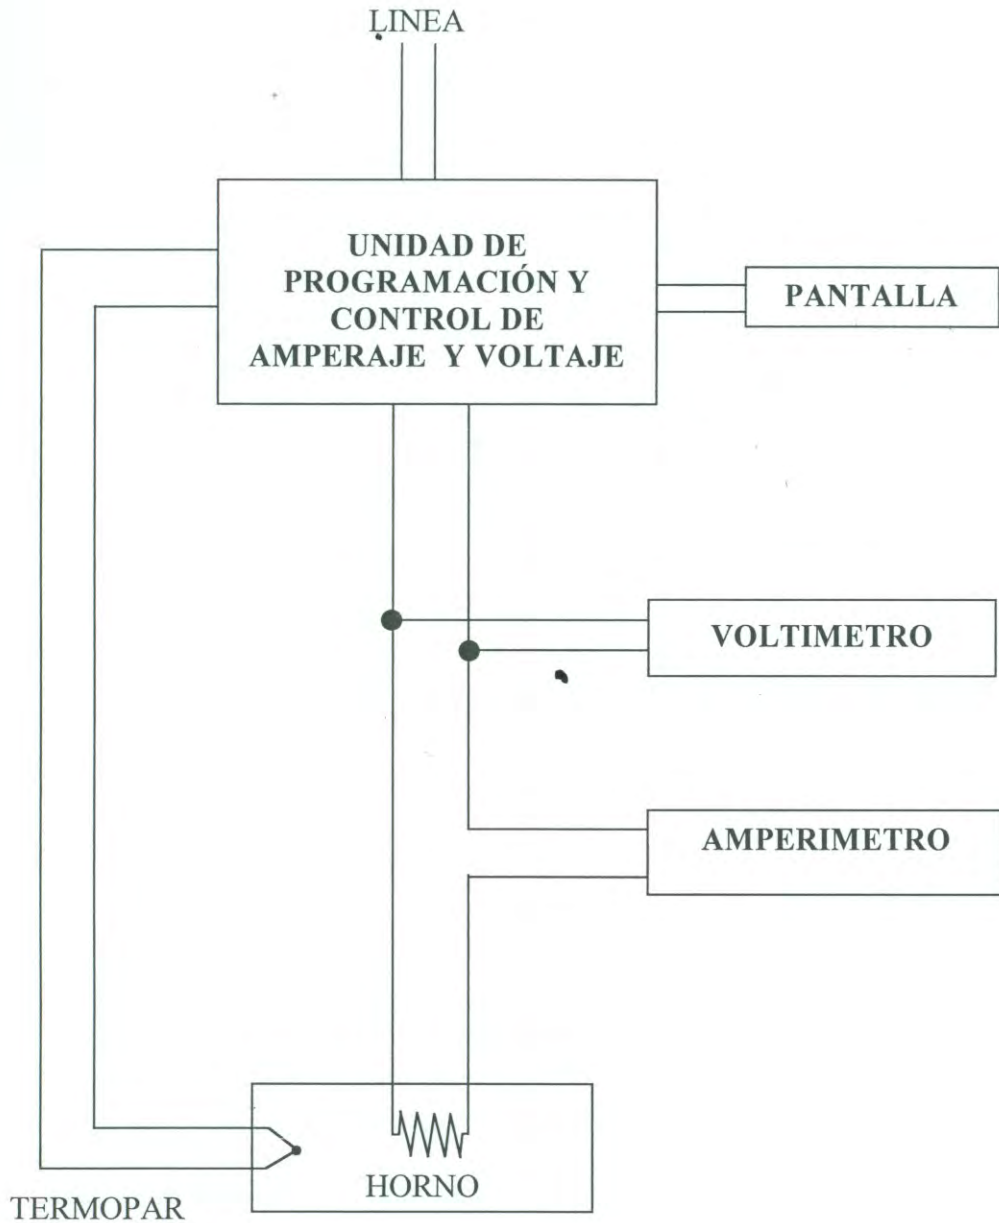 LINEA
UNIDAD DE
PROGRAMACIÓN Y
CONTROL DE
AMPERAJE Y VOLTAJE
PANTALLA
VOLTIMETRO
AMPERIMETRO
HORNO
TERMOPAR